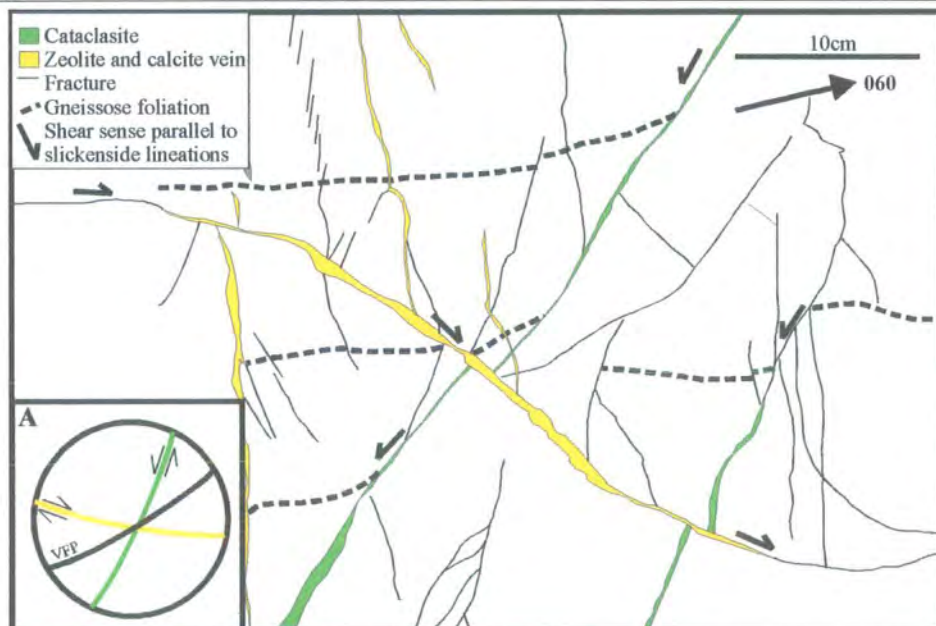 Cataclasite
Zeolite and calcite vein
Fracture
Gneissose foliation
Shear sense parallel to
slickenside lineations
10cm
060
A
VFP